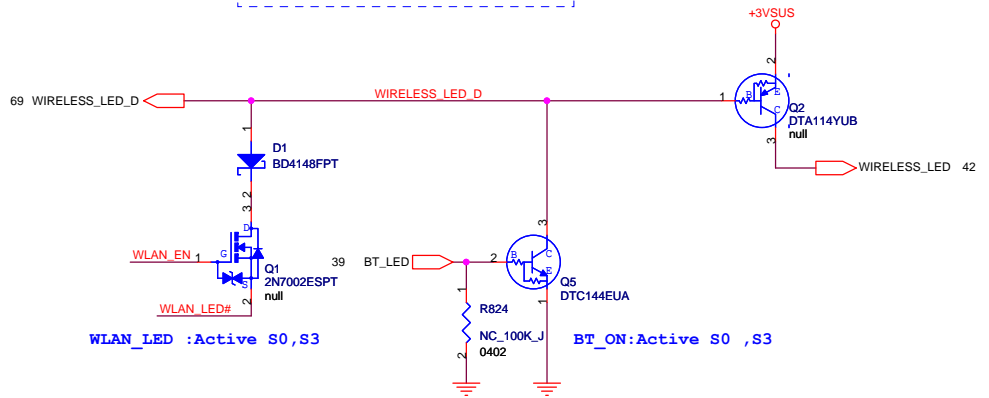 +3VSUS
2
69 WIRELESS_LED_D
WIRELESS_LED_D
1
B
E
C
Q2
DTA114YUB
null
3
WIRELESS_LED 42
1
D1
BD4148FPT
2
3
D
G
S
WLAN_EN
1
Q1
2N7002ESPT
null
2
WLAN_LED#
39 BT_LED
2
3
B
C
E
Q5
DTC144EUA
1
1
R824
NC_100K_J
2
0402
WLAN_LED :Active S0,S3
BT_ON:Active S0 ,S3